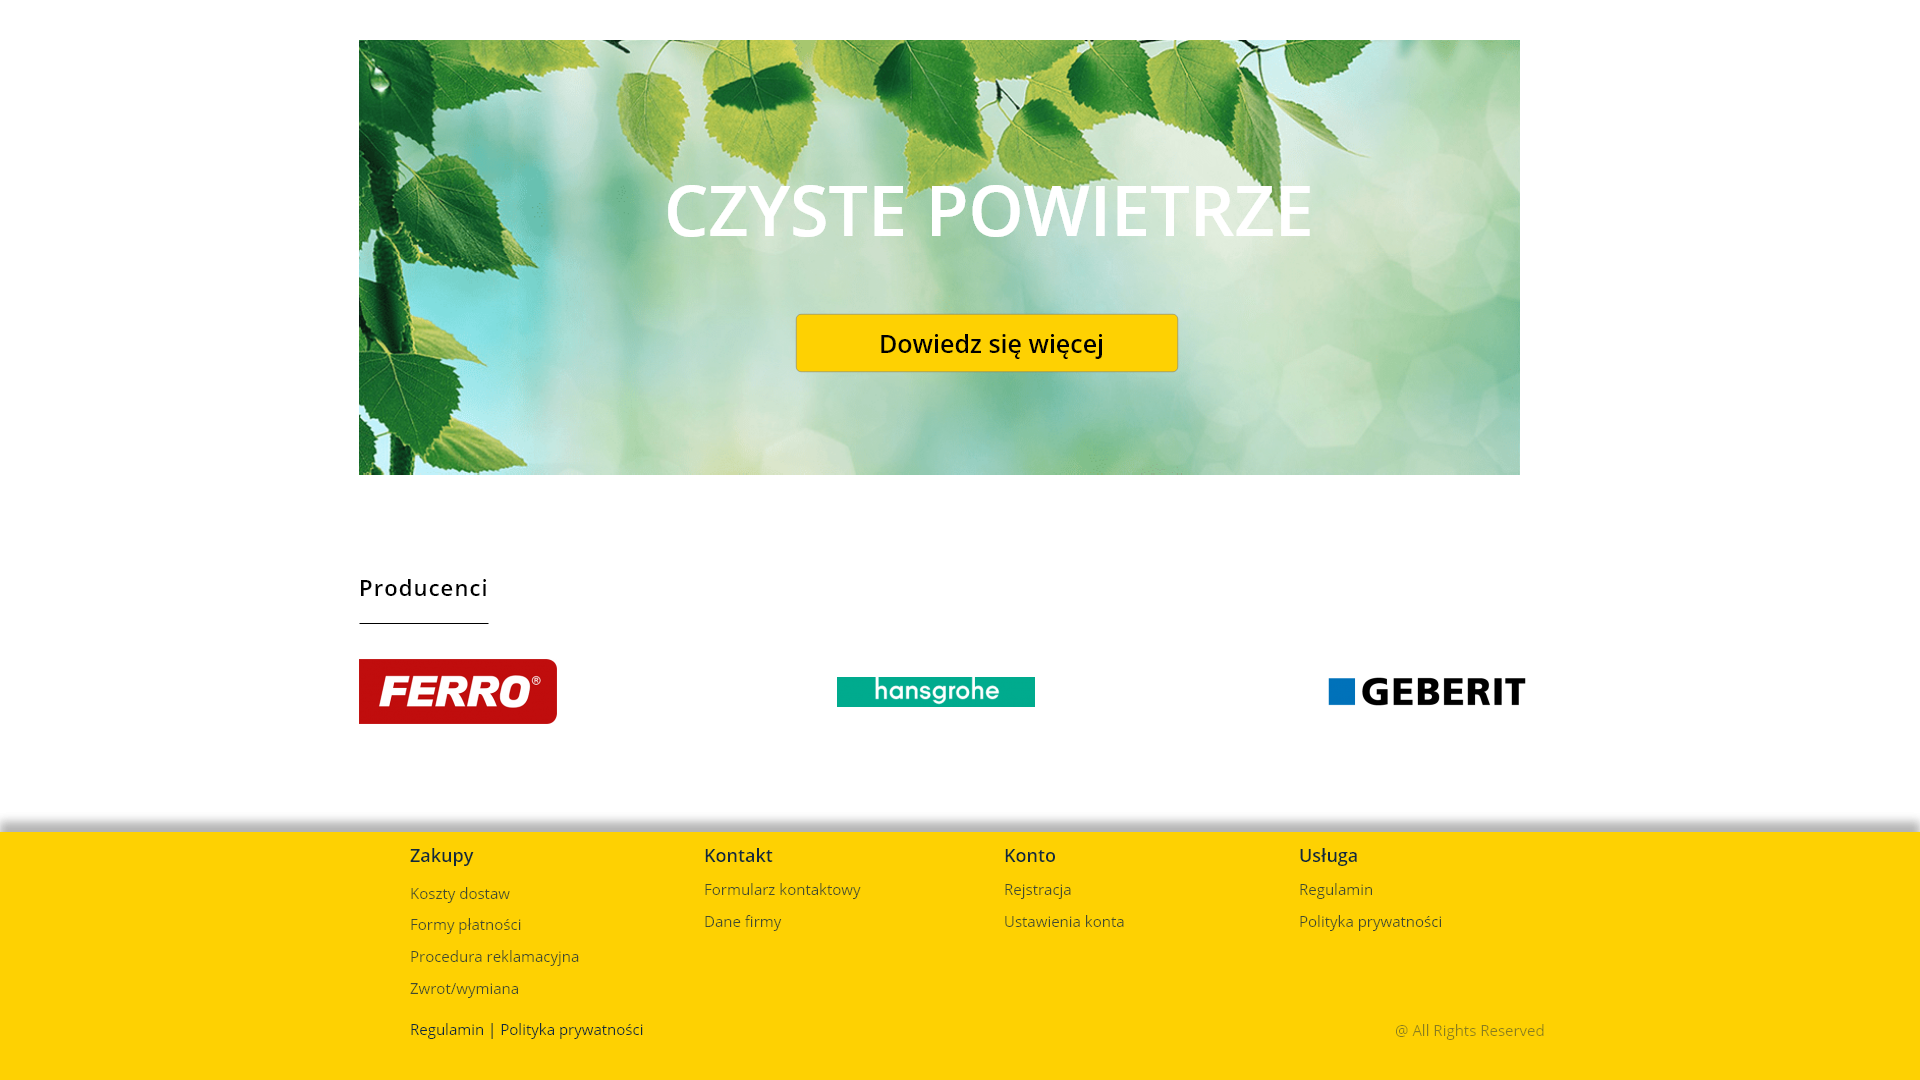 CZYSTE POWIETRZE
Dowiedz się więcej
Producenci
FERRO®
hansgrohe
GEBERIT
Zakupy
Koszty dostaw
Formy płatności
Procedura reklamacyjna
Zwrot/wymiana
Kontakt
Formularz kontaktowy
Dane firmy
Konto
Rejstracja
Ustawienia konta
Usługa
Regulamin
Polityka prywatności
Regulamin | Polityka prywatności
@ All Rights Reserved